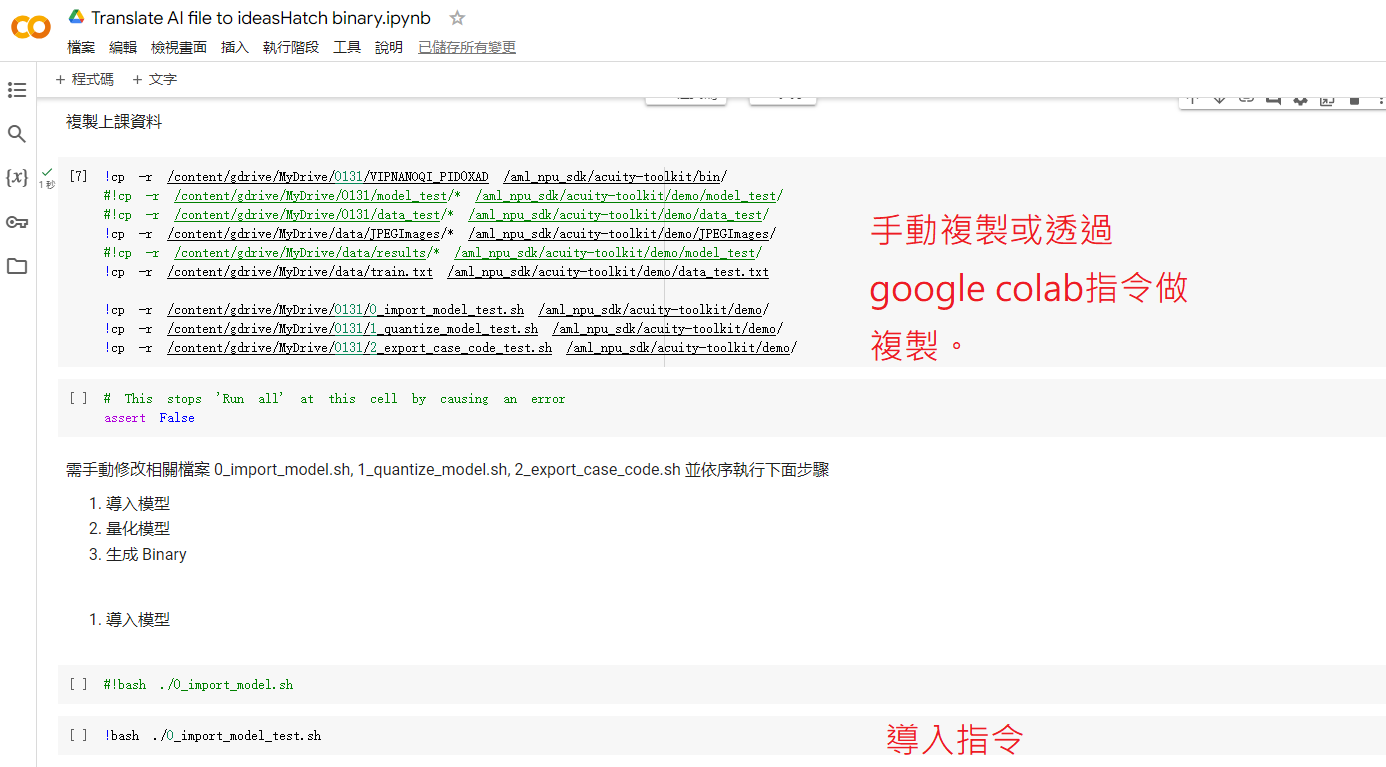 Translate AI file to ideasHatch binary.ipynb
檔案 編輯 檢視畫面 插入 執行階段 工具 說明 已儲存所有變更
+ 程式碼 + 文字
複製上課資料
[7] !cp -r /content/gdrive/MyDrive/0131/VIPNANOQI_PIDOXAD /aml_npu_sdk/acuity-toolkit/bin/
1 秒
#!cp -r /content/gdrive/MyDrive/0131/model_test/* /aml_npu_sdk/acuity-toolkit/demo/model_test/
#!cp -r /content/gdrive/MyDrive/0131/data_test/* /aml_npu_sdk/acuity-toolkit/demo/data_test/
!cp -r /content/gdrive/MyDrive/data/JPEGImages/* /aml_npu_sdk/acuity-toolkit/demo/JPEGImages/
#!cp -r /content/gdrive/MyDrive/data/results/* /aml_npu_sdk/acuity-toolkit/demo/model_test/
!cp -r /content/gdrive/MyDrive/data/train.txt /aml_npu_sdk/acuity-toolkit/demo/data_test.txt
!cp -r /content/gdrive/MyDrive/0131/0_import_model_test.sh /aml_npu_sdk/acuity-toolkit/demo/
!cp -r /content/gdrive/MyDrive/0131/1_quantize_model_test.sh /aml_npu_sdk/acuity-toolkit/demo/
!cp -r /content/gdrive/MyDrive/0131/2_export_case_code_test.sh /aml_npu_sdk/acuity-toolkit/demo/
手動複製或透過
google colab指令做
複製。
[ ] # This stops 'Run all' at this cell by causing an error
assert False
需手動修改相關檔案 0_import_model.sh, 1_quantize_model.sh, 2_export_case_code.sh 並依序執行下面步驟
1. 導入模型
2. 量化模型
3. 生成 Binary
1. 導入模型
[ ] #!bash ./0_import_model.sh
[ ] !bash ./0_import_model_test.sh
導入指令